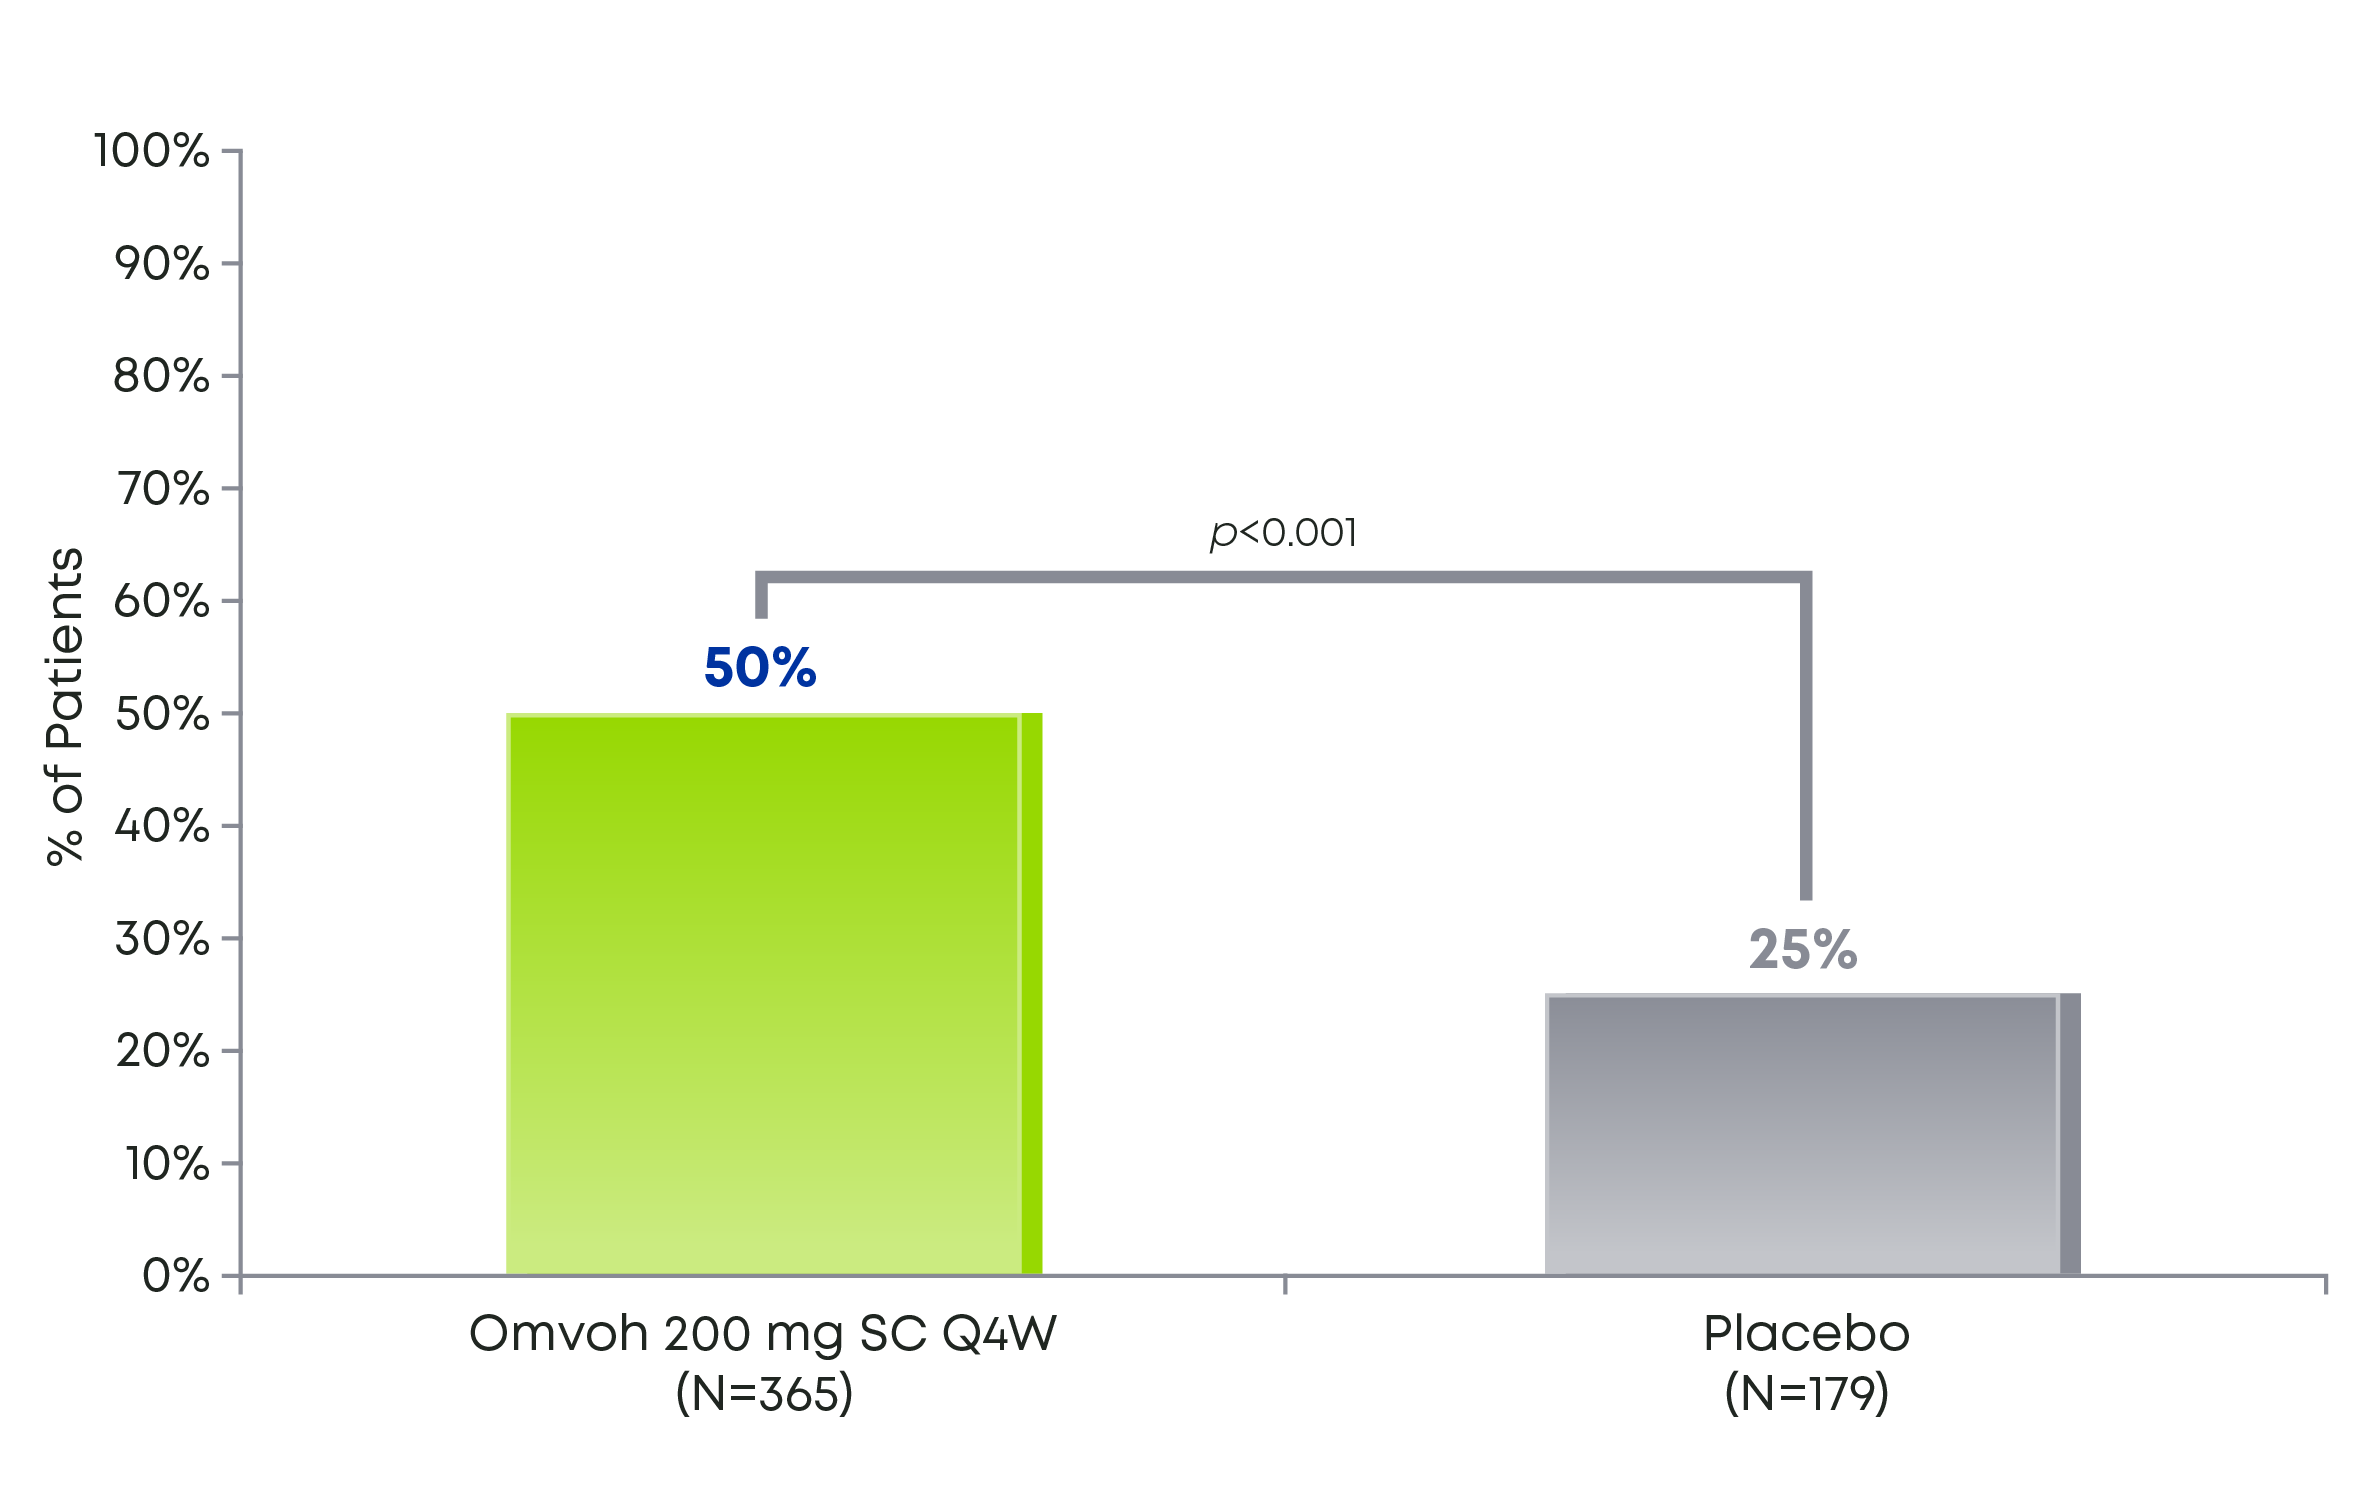 100%
90%
80%
70%
60%
50%
40%
30%
20%
10%
0%
% of Patients
p<0.001
50%
25%
Omvoh 200 mg SC Q4W
(N=365)
Placebo
(N=179)